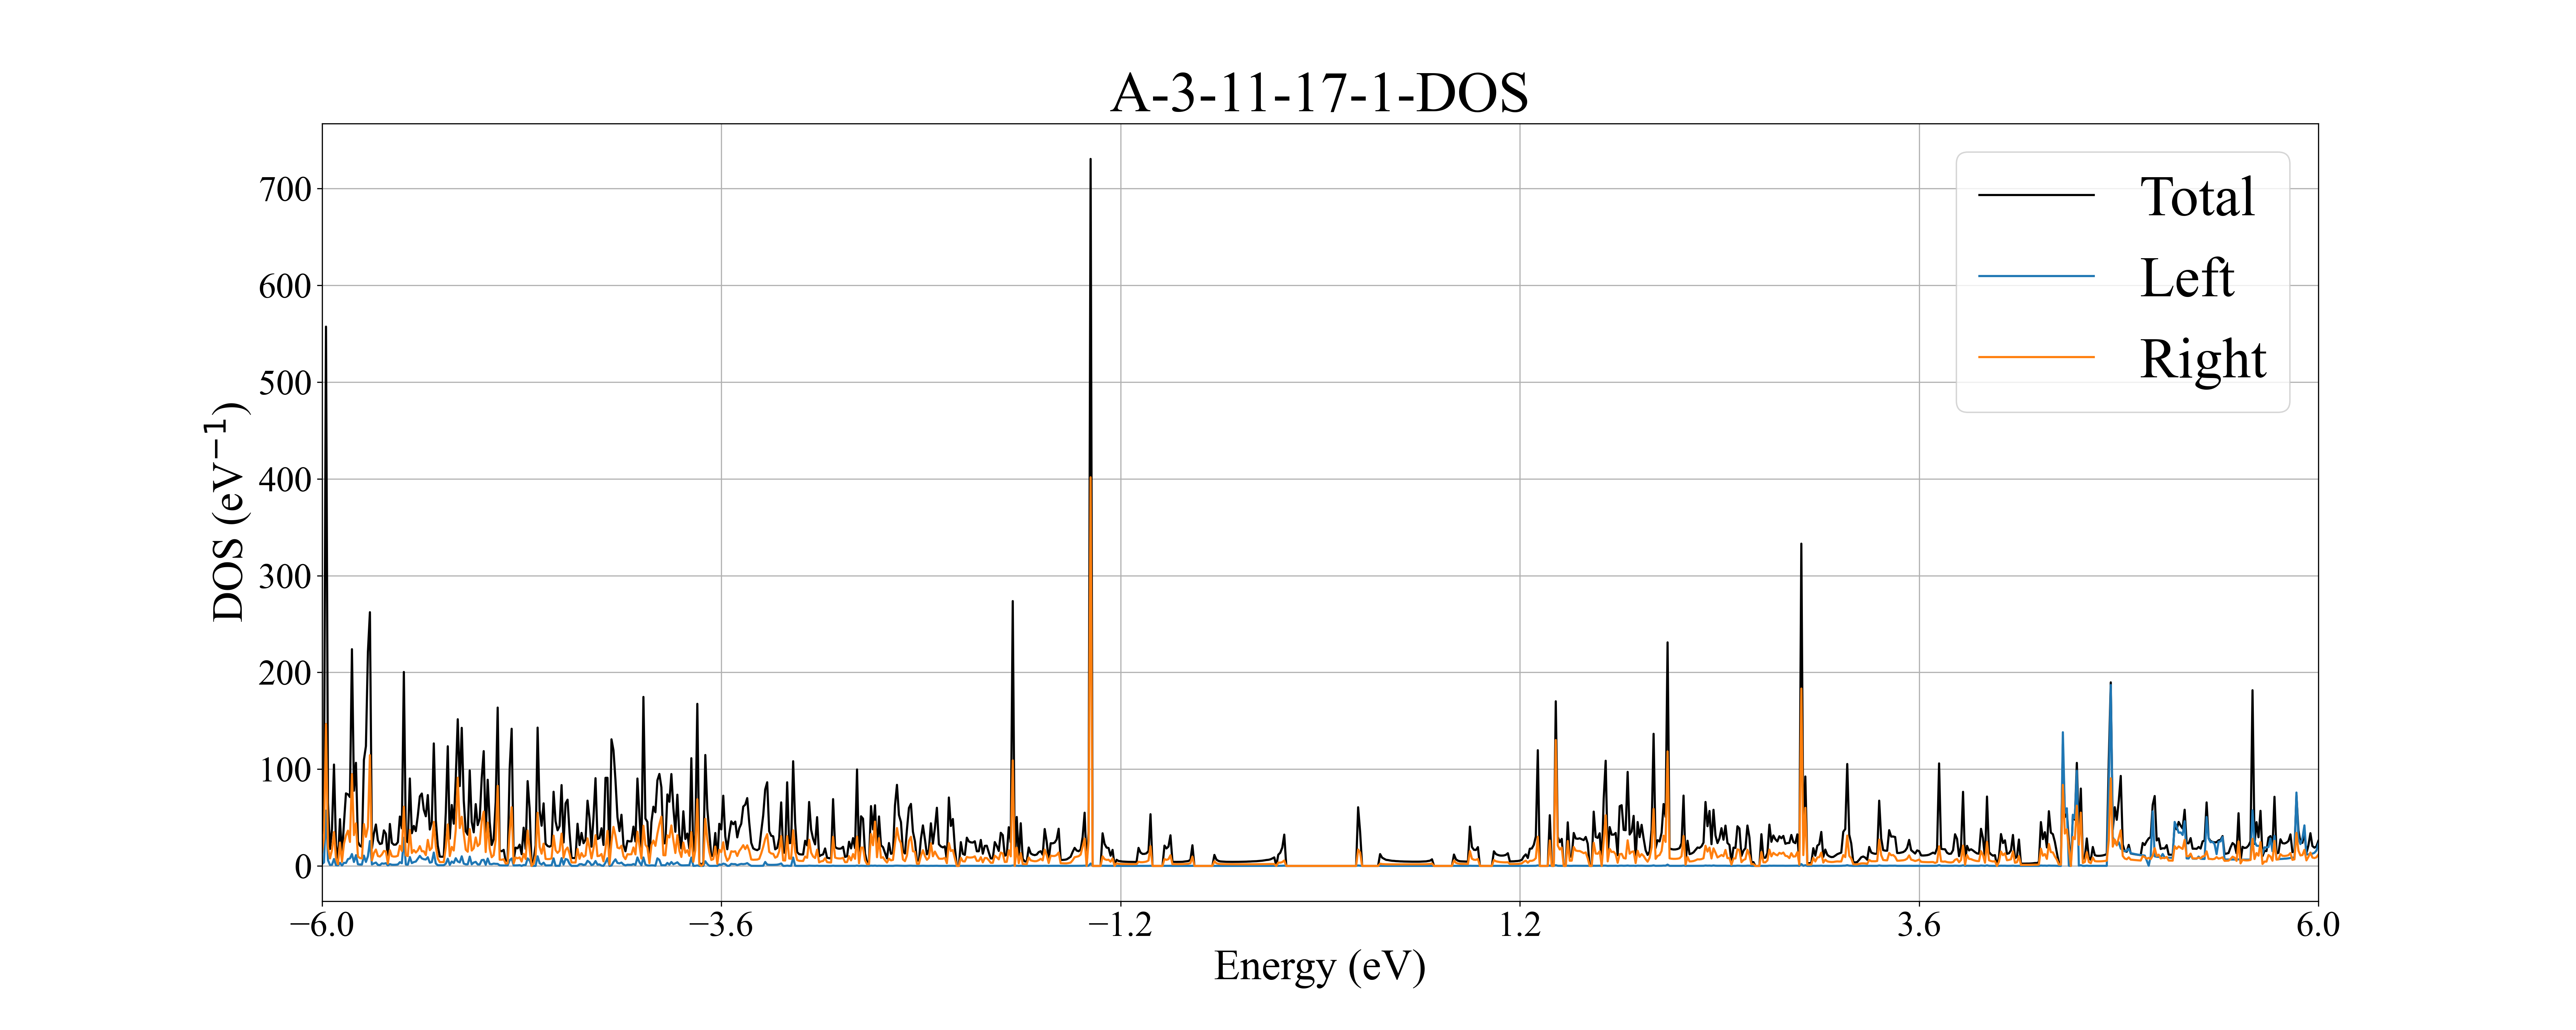 A-3-11-17-1-DOS
Total
Left
Right
700
600
500
400
300
200
100
0
DOS (eV⁻¹)
−6.0 −3.6 −1.2 1.2 3.6 6.0
Energy (eV)